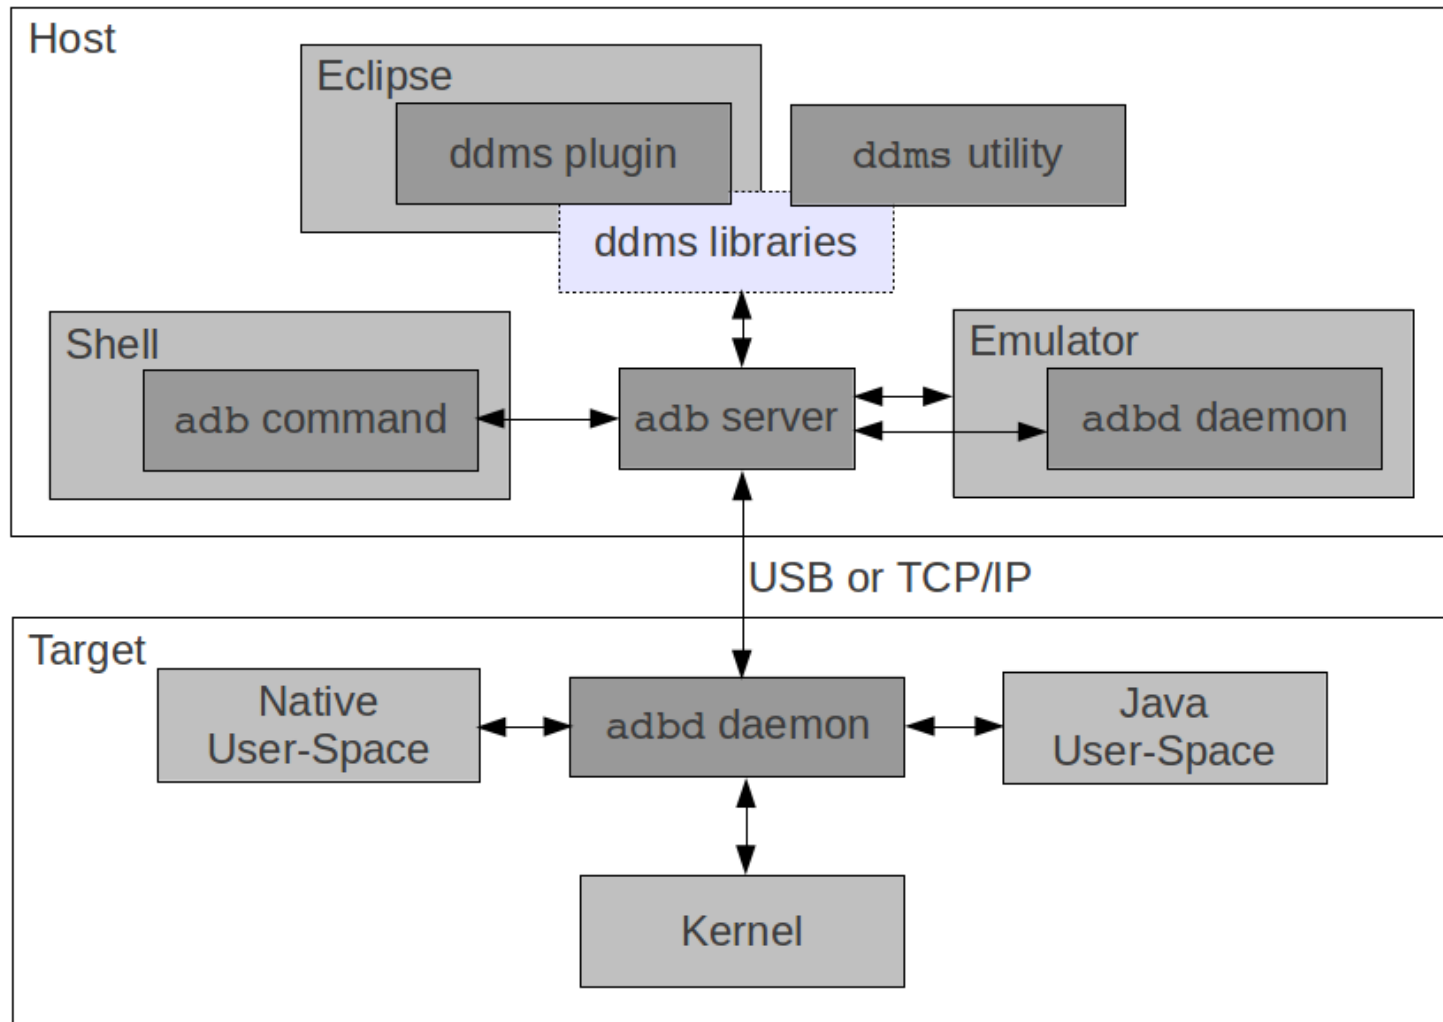 Host
Eclipse
ddms plugin
ddms utility
ddms libraries
Shell
adb command
adb server
Emulator
adbd daemon
USB or TCP/IP
Target
Native
User-Space
adbd daemon
Java
User-Space
Kernel